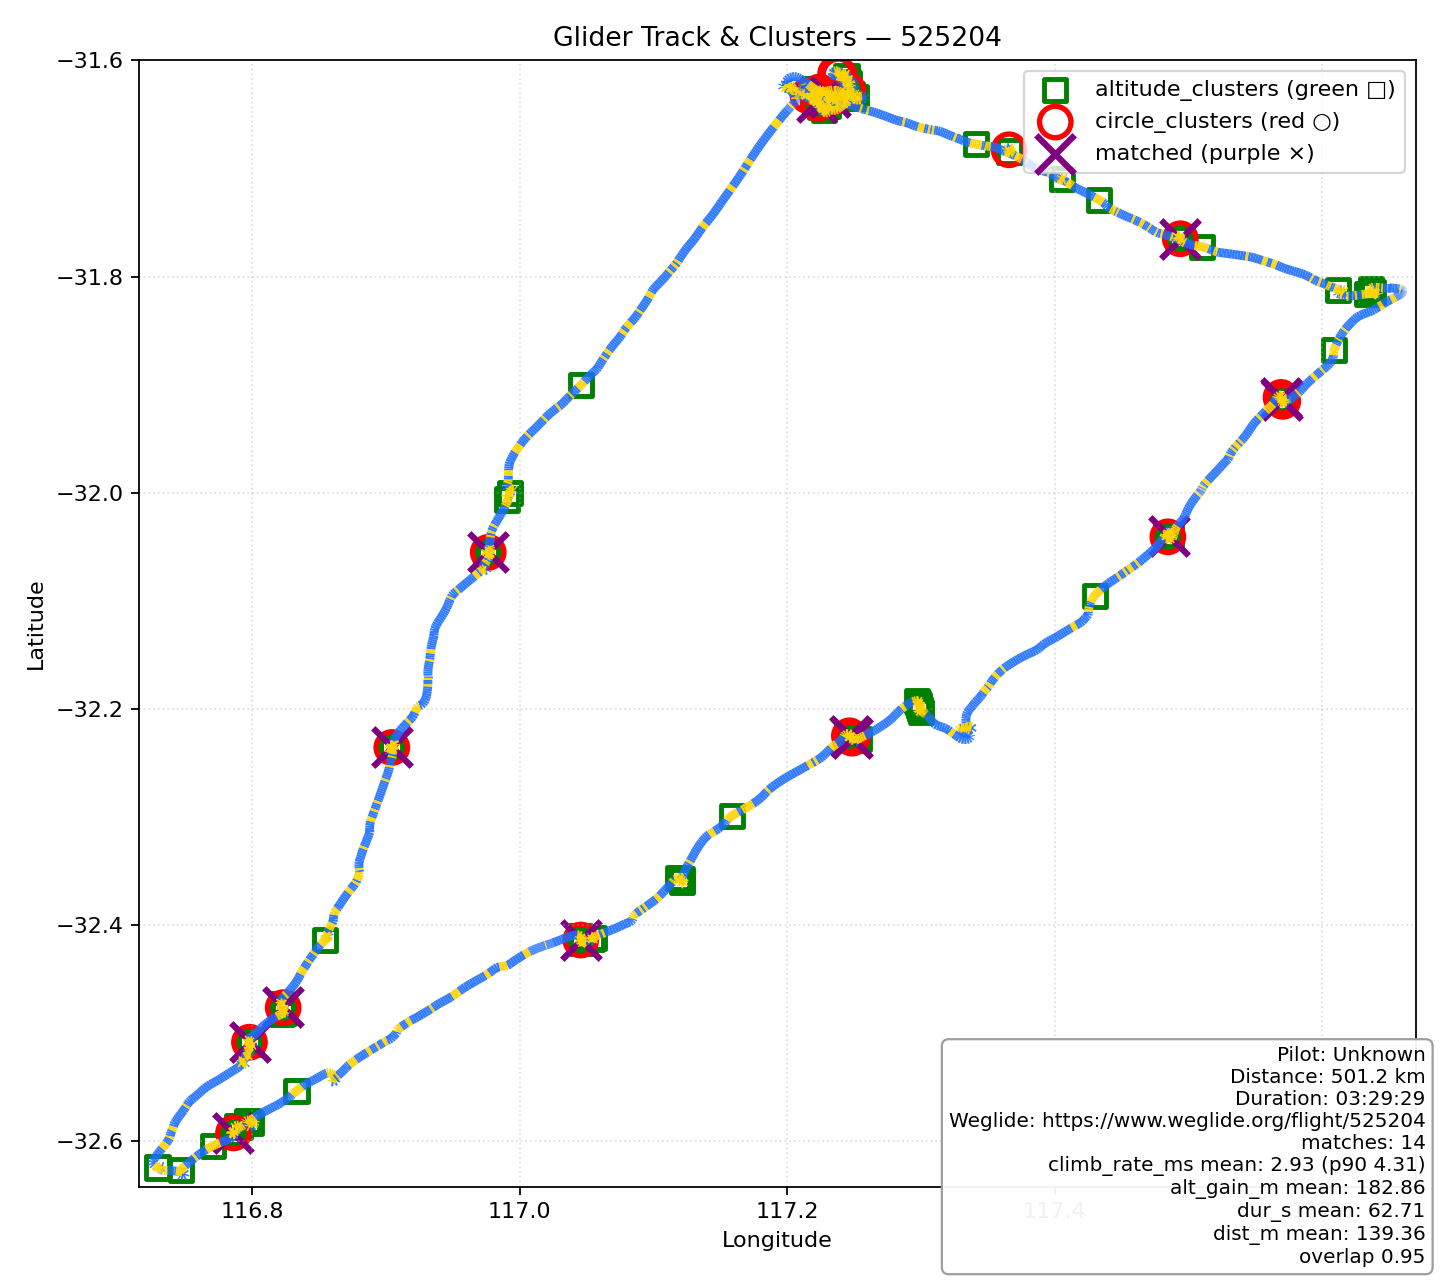 Glider Track & Clusters — 525204
altitude_clusters (green □)
circle_clusters (red ○)
matched (purple ×)
−31.6
−31.8
−32.0
−32.2
−32.4
−32.6
Latitude
116.8
117.0
117.2
117.4
Longitude
Pilot: Unknown
Distance: 501.2 km
Duration: 03:29:29
Weglide: https://www.weglide.org/flight/525204
matches: 14
climb_rate_ms mean: 2.93 (p90 4.31)
alt_gain_m mean: 182.86
dur_s mean: 62.71
dist_m mean: 139.36
overlap 0.95